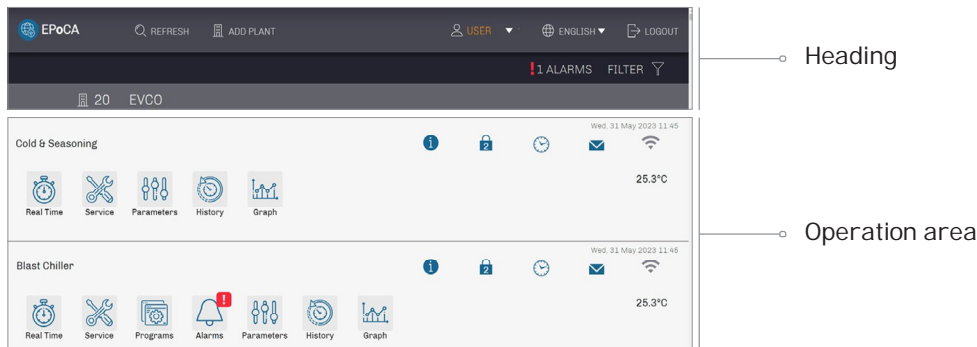 EPoCA REFRESH ADD PLANT USER ▼ ENGLISH ▼ LOGOUT
! 1 ALARMS FILTER
20 EVCO
Heading
Wed, 31 May 2023 11:45
Cold & Seasoning i 2
25.3°C
Real Time Service Parameters History Graph
Operation area
Wed, 31 May 2023 11:45
Blast Chiller i 2
! 25.3°C
Real Time Service Programs Alarms Parameters History Graph